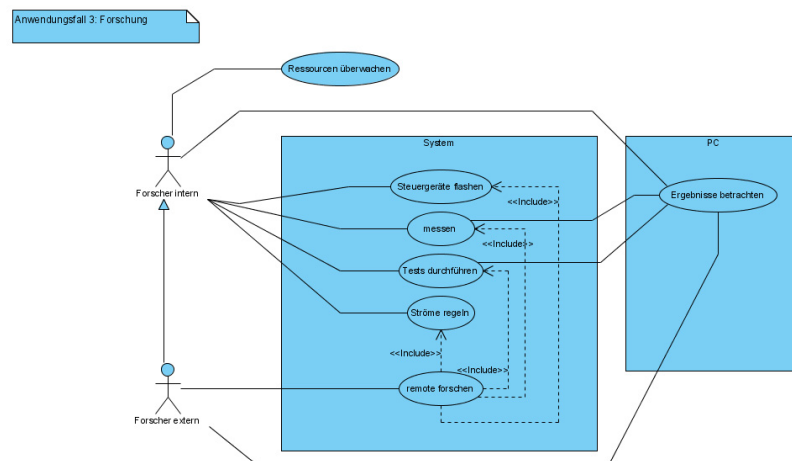 Anwendungsfall 3: Forschung
Ressourcen überwachen
System
PC
Forscher intern
Steuergeräte flashen
Ergebnisse betrachten
<<Include>>
messen
<<Include>>
Tests durchführen
Ströme regeln
<<Include>>
<<Include>>
remote forschen
Forscher extern